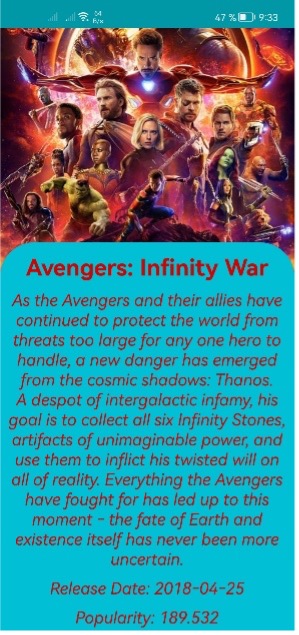 64
B/s
47 %
9:33
Avengers: Infinity War
As the Avengers and their allies have
continued to protect the world from
threats too large for any one hero to
handle, a new danger has emerged
from the cosmic shadows: Thanos.
A despot of intergalactic infamy, his
goal is to collect all six Infinity Stones,
artifacts of unimaginable power, and
use them to inflict his twisted will on
all of reality. Everything the Avengers
have fought for has led up to this
moment - the fate of Earth and
existence itself has never been more
uncertain.
Release Date: 2018-04-25
Popularity: 189.532